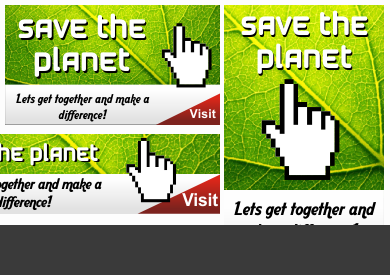 SAVE THE
PLANET
Lets get together and make a
difference!
Visit
HE PLANET
ogether and make a
ifference!
Visit
SAVE THE
PLANET
Lets get together and